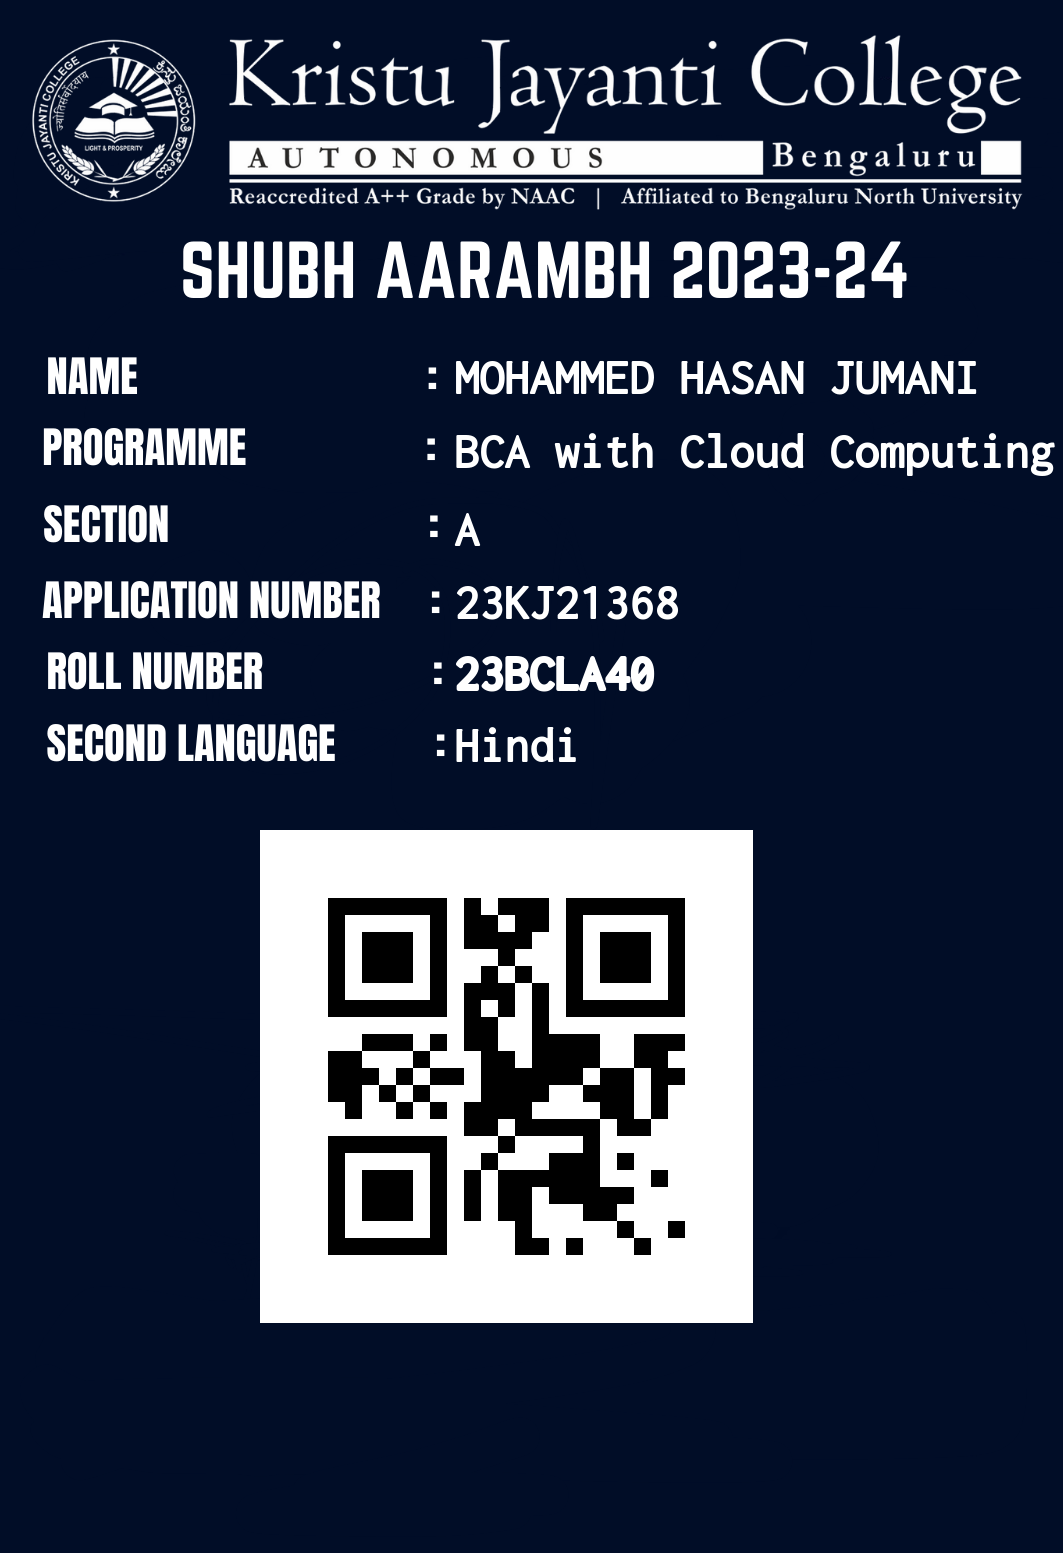 KRISTU JAYANTI COLLEGE
LIGHT & PROSPERITY
Kristu Jayanti College
AUTONOMOUS Bengaluru
Reaccredited A++ Grade by NAAC | Affiliated to Bengaluru North University
SHUBH AARAMBH 2023-24
NAME : MOHAMMED HASAN JUMANI
PROGRAMME : BCA with Cloud Computing
SECTION : A
APPLICATION NUMBER : 23KJ21368
ROLL NUMBER : 23BCLA40
SECOND LANGUAGE : Hindi